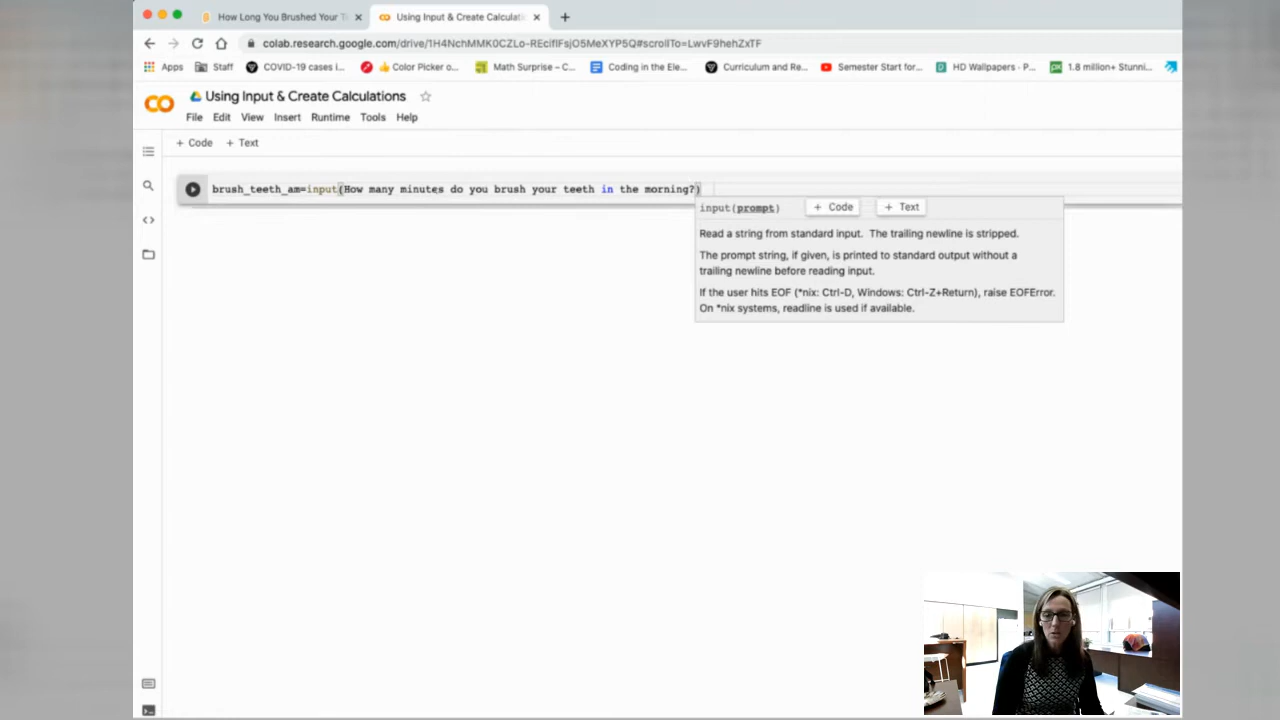 How Long You Brushed Your T
Using Input & Create Calculati
colab.research.google.com/drive/1H4NchMMK0CZLo-REcifIFsjO5MeXYP5Q#scrollTo=LwvF9hehZxTF
Apps Staff COVID-19 cases i... Color Picker o... Math Surprise – C... Coding in the Ele... Curriculum and Re... Semester Start for... HD Wallpapers · P... 1.8 million+ Stunni...
Using Input & Create Calculations
File Edit View Insert Runtime Tools Help
+ Code + Text
brush_teeth_am=input(How many minutes do you brush your teeth in the morning?)
input(prompt) + Code + Text
Read a string from standard input. The trailing newline is stripped.
The prompt string, if given, is printed to standard output without a
trailing newline before reading input.
If the user hits EOF (*nix: Ctrl-D, Windows: Ctrl-Z+Return), raise EOFError.
On *nix systems, readline is used if available.